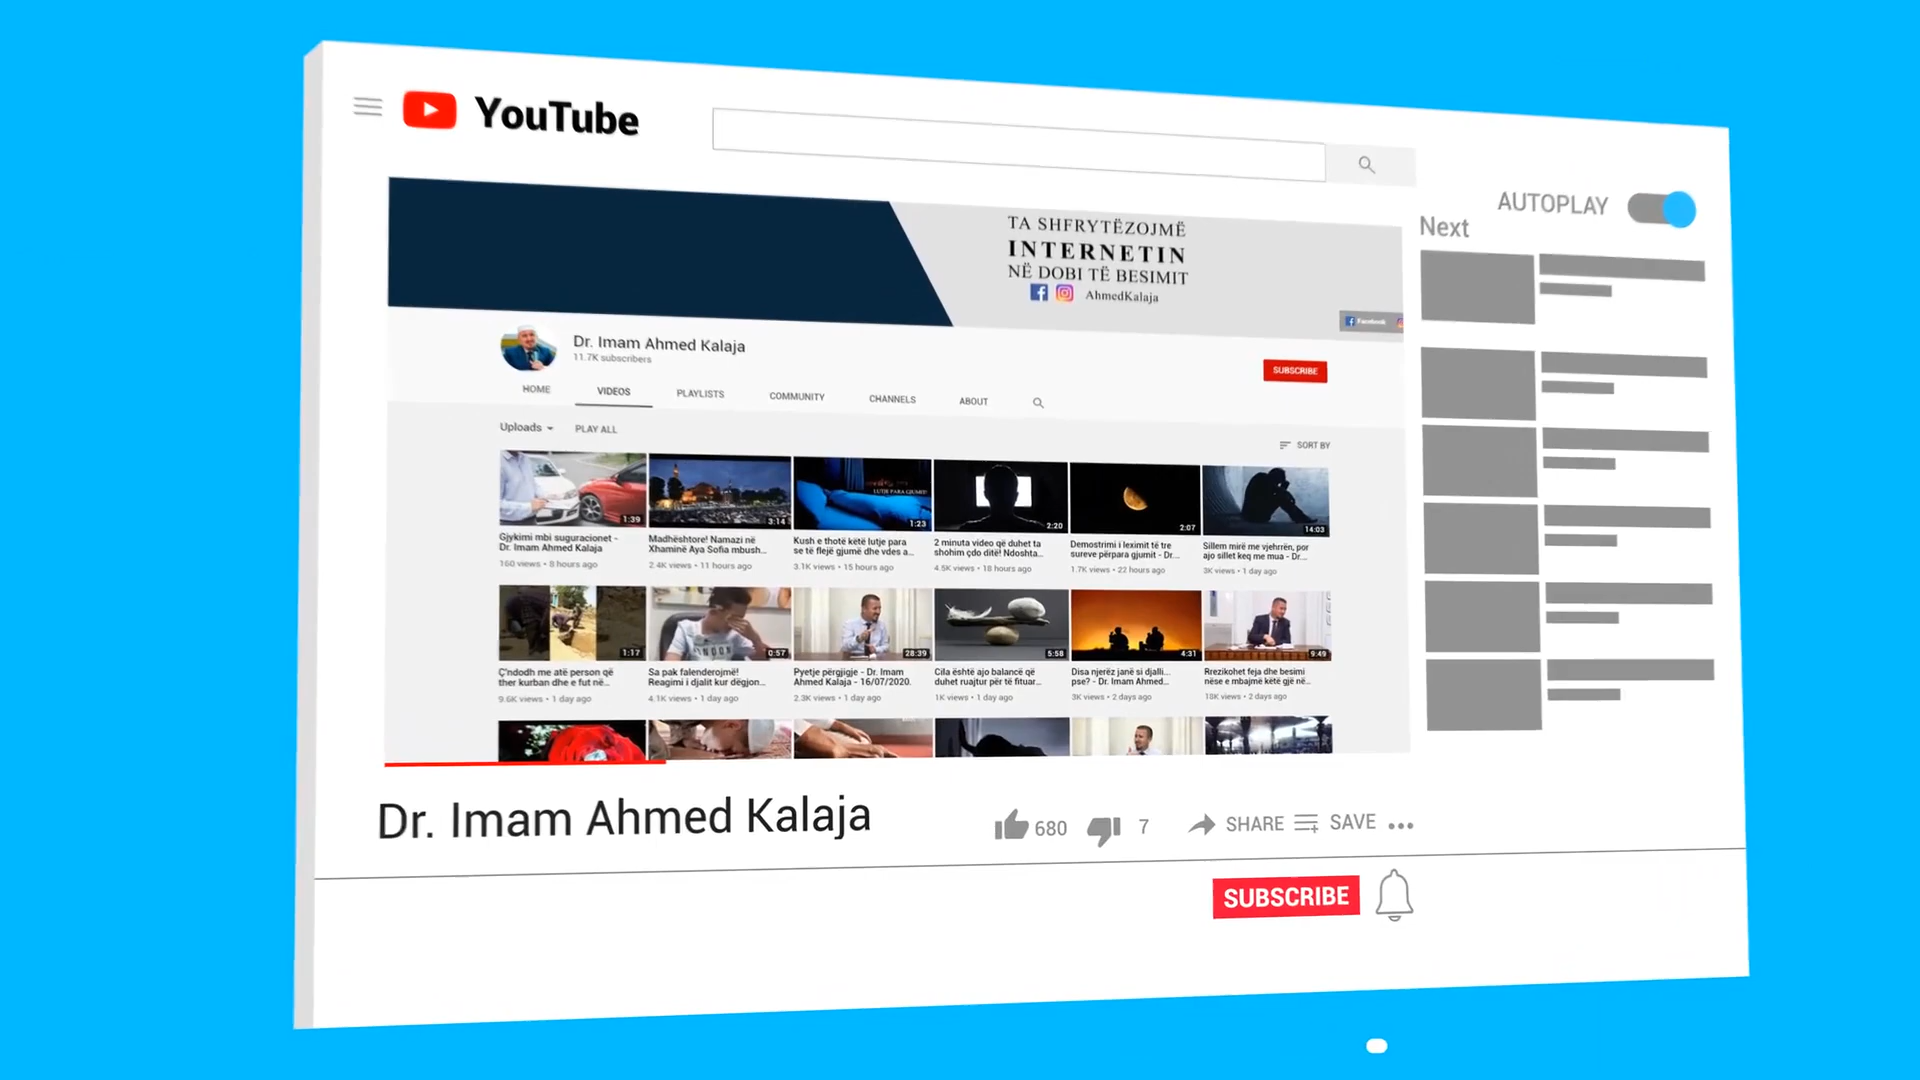 YouTube
AUTOPLAY
Next
TA SHFRYTËZOJMË
INTERNETIN
NË DOBI TË BESIMIT
AhmedKalaja
Facebook
Dr. Imam Ahmed Kalaja
11.7K subscribers
SUBSCRIBE
HOME VIDEOS PLAYLISTS COMMUNITY CHANNELS ABOUT
Uploads PLAY ALL SORT BY
LUTJE PARA GJUMIT!
1:39 3:14 1:23 2:20 2:07 14:03
Gjykimi mbi suguracionet -
Dr. Imam Ahmed Kalaja
160 views • 8 hours ago
Madhështore! Namazi në
Xhaminë Aya Sofia mbush...
2.4K views • 11 hours ago
Kush e thotë këtë lutje para
se të flejë gjumë dhe vdes a...
3.1K views • 15 hours ago
2 minuta video që duhet ta
shohim çdo ditë! Ndoshta...
4.5K views • 18 hours ago
Demostrimi i leximit të tre
sureve përpara gjumit - Dr...
1.7K views • 22 hours ago
Sillem mirë me vjehrrën, por
ajo sillet keq me mua - Dr...
3K views • 1 day ago
1:17 0:57 28:39 5:58 4:31 9:49
Ç'ndodh me atë person që
ther kurban dhe e fut në...
9.6K views • 1 day ago
Sa pak falenderojmë!
Reagimi i djalit kur dëgjon...
4.1K views • 1 day ago
Pyetje përgjigje - Dr. Imam
Ahmed Kalaja - 16/07/2020.
2.3K views • 1 day ago
Cila është ajo balancë që
duhet ruajtur për të fituar...
1K views • 1 day ago
Disa njerëz janë si djalli...
pse? - Dr. Imam Ahmed...
3K views • 2 days ago
Rrezikohet feja dhe besimi
nëse e mbajmë këtë gjë në...
18K views • 2 days ago
Dr. Imam Ahmed Kalaja
680 7 SHARE SAVE
SUBSCRIBE